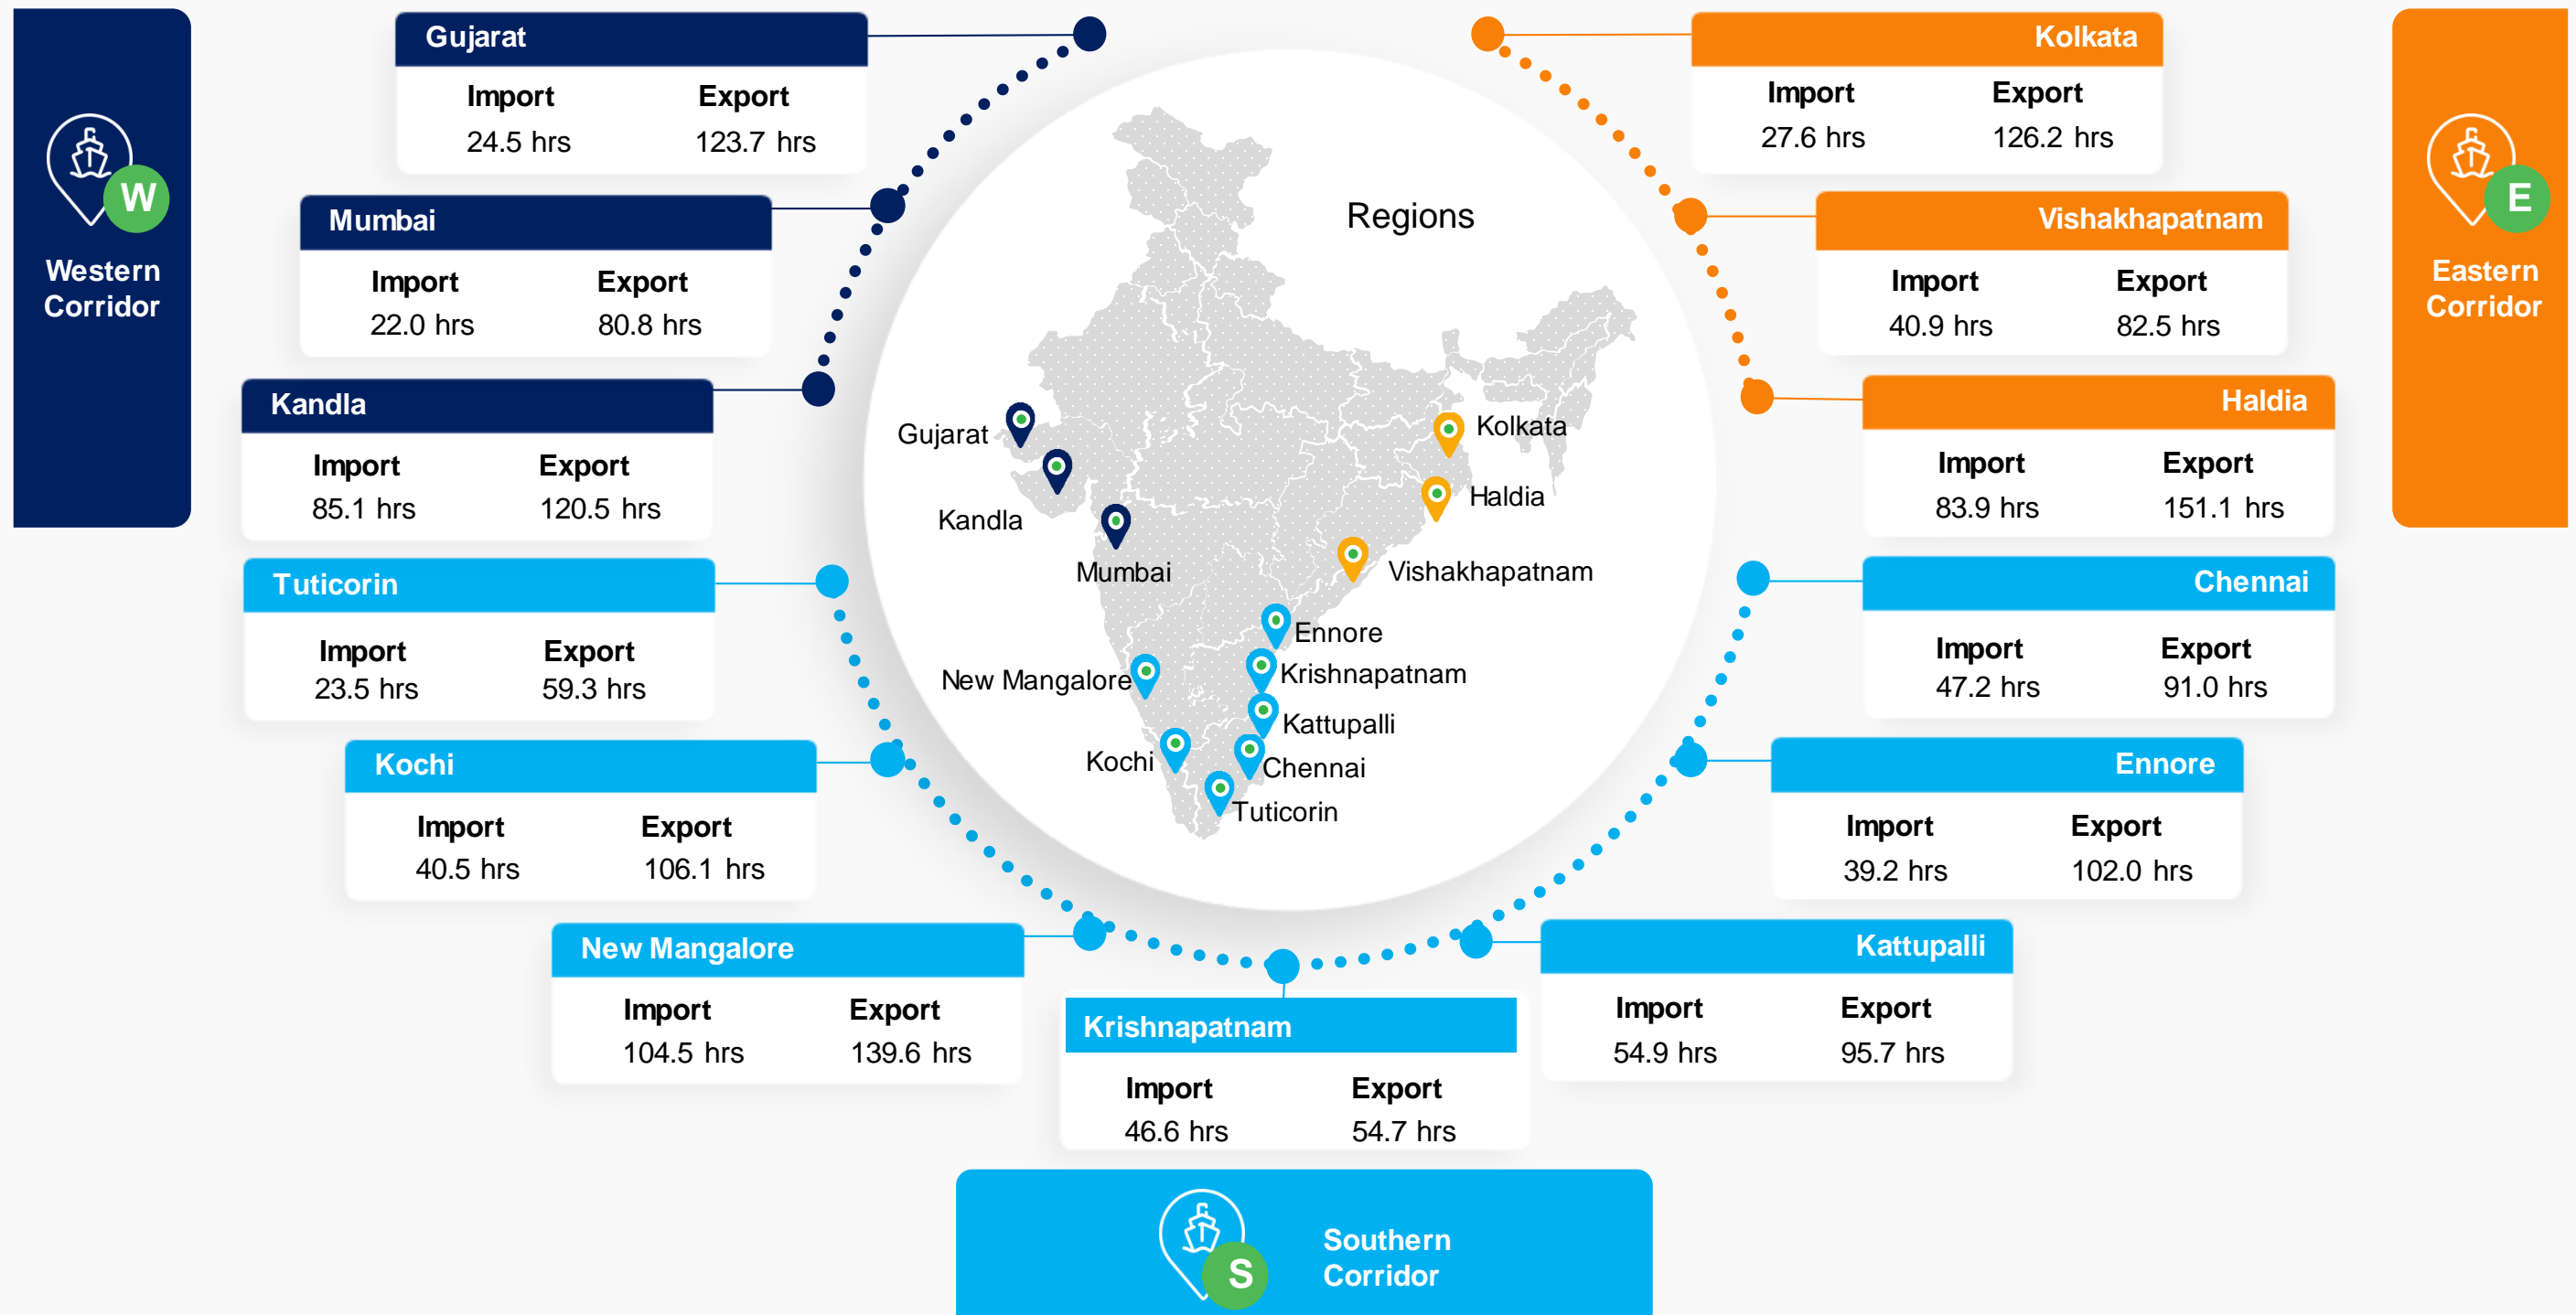 W
Western
Corridor
Gujarat
Import Export
24.5 hrs 123.7 hrs
Mumbai
Import Export
22.0 hrs 80.8 hrs
Kandla
Import Export
85.1 hrs 120.5 hrs
Tuticorin
Import Export
23.5 hrs 59.3 hrs
Kochi
Import Export
40.5 hrs 106.1 hrs
New Mangalore
Import Export
104.5 hrs 139.6 hrs
Krishnapatnam
Import Export
46.6 hrs 54.7 hrs
Regions
Gujarat
Kolkata
Haldia
Kandla
Mumbai
Vishakhapatnam
Ennore
New Mangalore
Krishnapatnam
Kattupalli
Kochi
Chennai
Tuticorin
Kolkata
Import Export
27.6 hrs 126.2 hrs
Vishakhapatnam
Import Export
40.9 hrs 82.5 hrs
Haldia
Import Export
83.9 hrs 151.1 hrs
Chennai
Import Export
47.2 hrs 91.0 hrs
Ennore
Import Export
39.2 hrs 102.0 hrs
Kattupalli
Import Export
54.9 hrs 95.7 hrs
E
Eastern
Corridor
S
Southern
Corridor